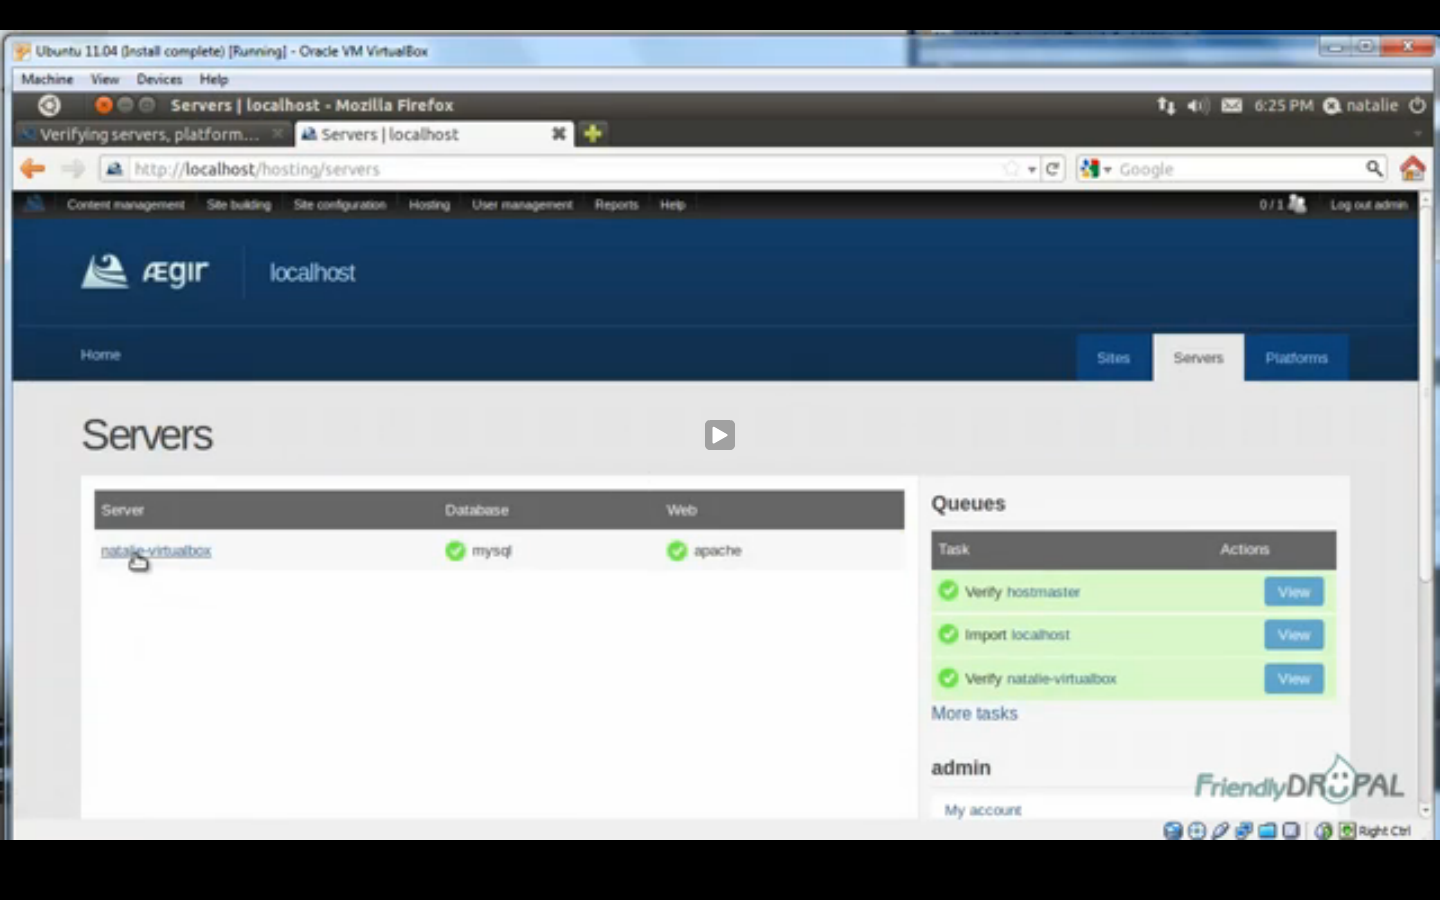 Ubuntu 11.04 (Install complete) [Running] - Oracle VM VirtualBox
Machine View Devices Help
Servers | localhost - Mozilla Firefox 6:25 PM natalie
Verifying servers, platform... Servers | localhost
http://localhost/hosting/servers Google
Content management Site building Site configuration Hosting User management Reports Help 0 / 1 Log out admin
ÆGIR localhost
Home Sites Servers Platforms
Servers
Server Database Web
natalie-virtualbox mysql apache
Queues
Task Actions
Verify hostmaster View
Import localhost View
Verify natalie-virtualbox View
More tasks
admin
My account
FriendlyDRUPAL
Right Ctrl